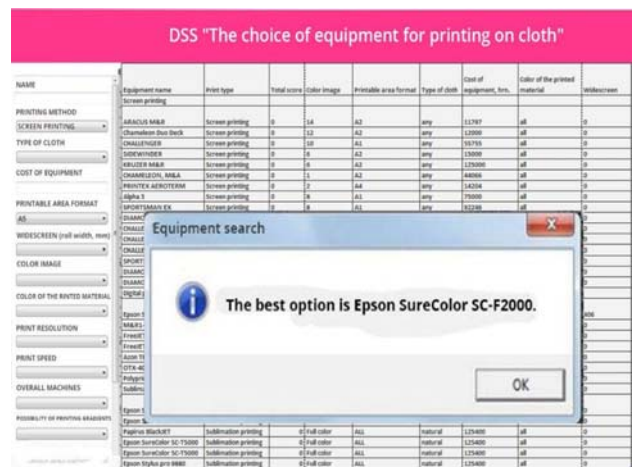 DSS "The choice of equipment for printing on cloth"
NAME
PRINTING METHOD
SCREEN PRINTING
TYPE OF CLOTH
COST OF EQUIPMENT
PRINTABLE AREA FORMAT
A5
WIDESCREEN (roll width, mm)
COLOR IMAGE
COLOR OF THE RINTED MATERIAL
PRINT RESOLUTION
PRINT SPEED
OVERALL MACHINES
POSSIBILITY OF PRINTING GRADIENTS
Equipment name Print type Total score Color image Printable area format Type of cloth Cost of equipment, hrn. Color of the printed material Widescreen
Screen printing
ARACUS M&R Screen printing 0 14 A2 any 11787 all 0
Chameleon Duo Deck Screen printing 0 12 A2 any 12000 all 0
CHALLENGER Screen printing 0 10 A1 any 55755 all 0
SIDEWINDER Screen printing 0 6 A2 any 15000 all 0
KRUZER M&R Screen printing 0 6 A2 any 125000 all 0
CHAMELEON, M&A Screen printing 0 1 A2 any 44066 all 0
PRINTEX AEROTERM Screen printing 0 2 A4 any 14204 all 0
Alpha 3 Screen printing 0 6 A1 any 75000 all 0
SPORTSMAN EX Screen printing 0 A1 any 92246 all 0
Equipment search
The best option is Epson SureColor SC-F2000.
OK
Papirus BlackJET Sublimation printing 0 Full color ALL natural 125400 all 0
Epson SureColor SC-T5000 Sublimation printing 0 Full color ALL natural 125400 all 0
Epson SureColor SC-T5000 Sublimation printing 0 Full color ALL natural 125400 all 0
Epson Stylus pro 9880 Sublimation printing 0 Full color ALL natural 125400 all 0